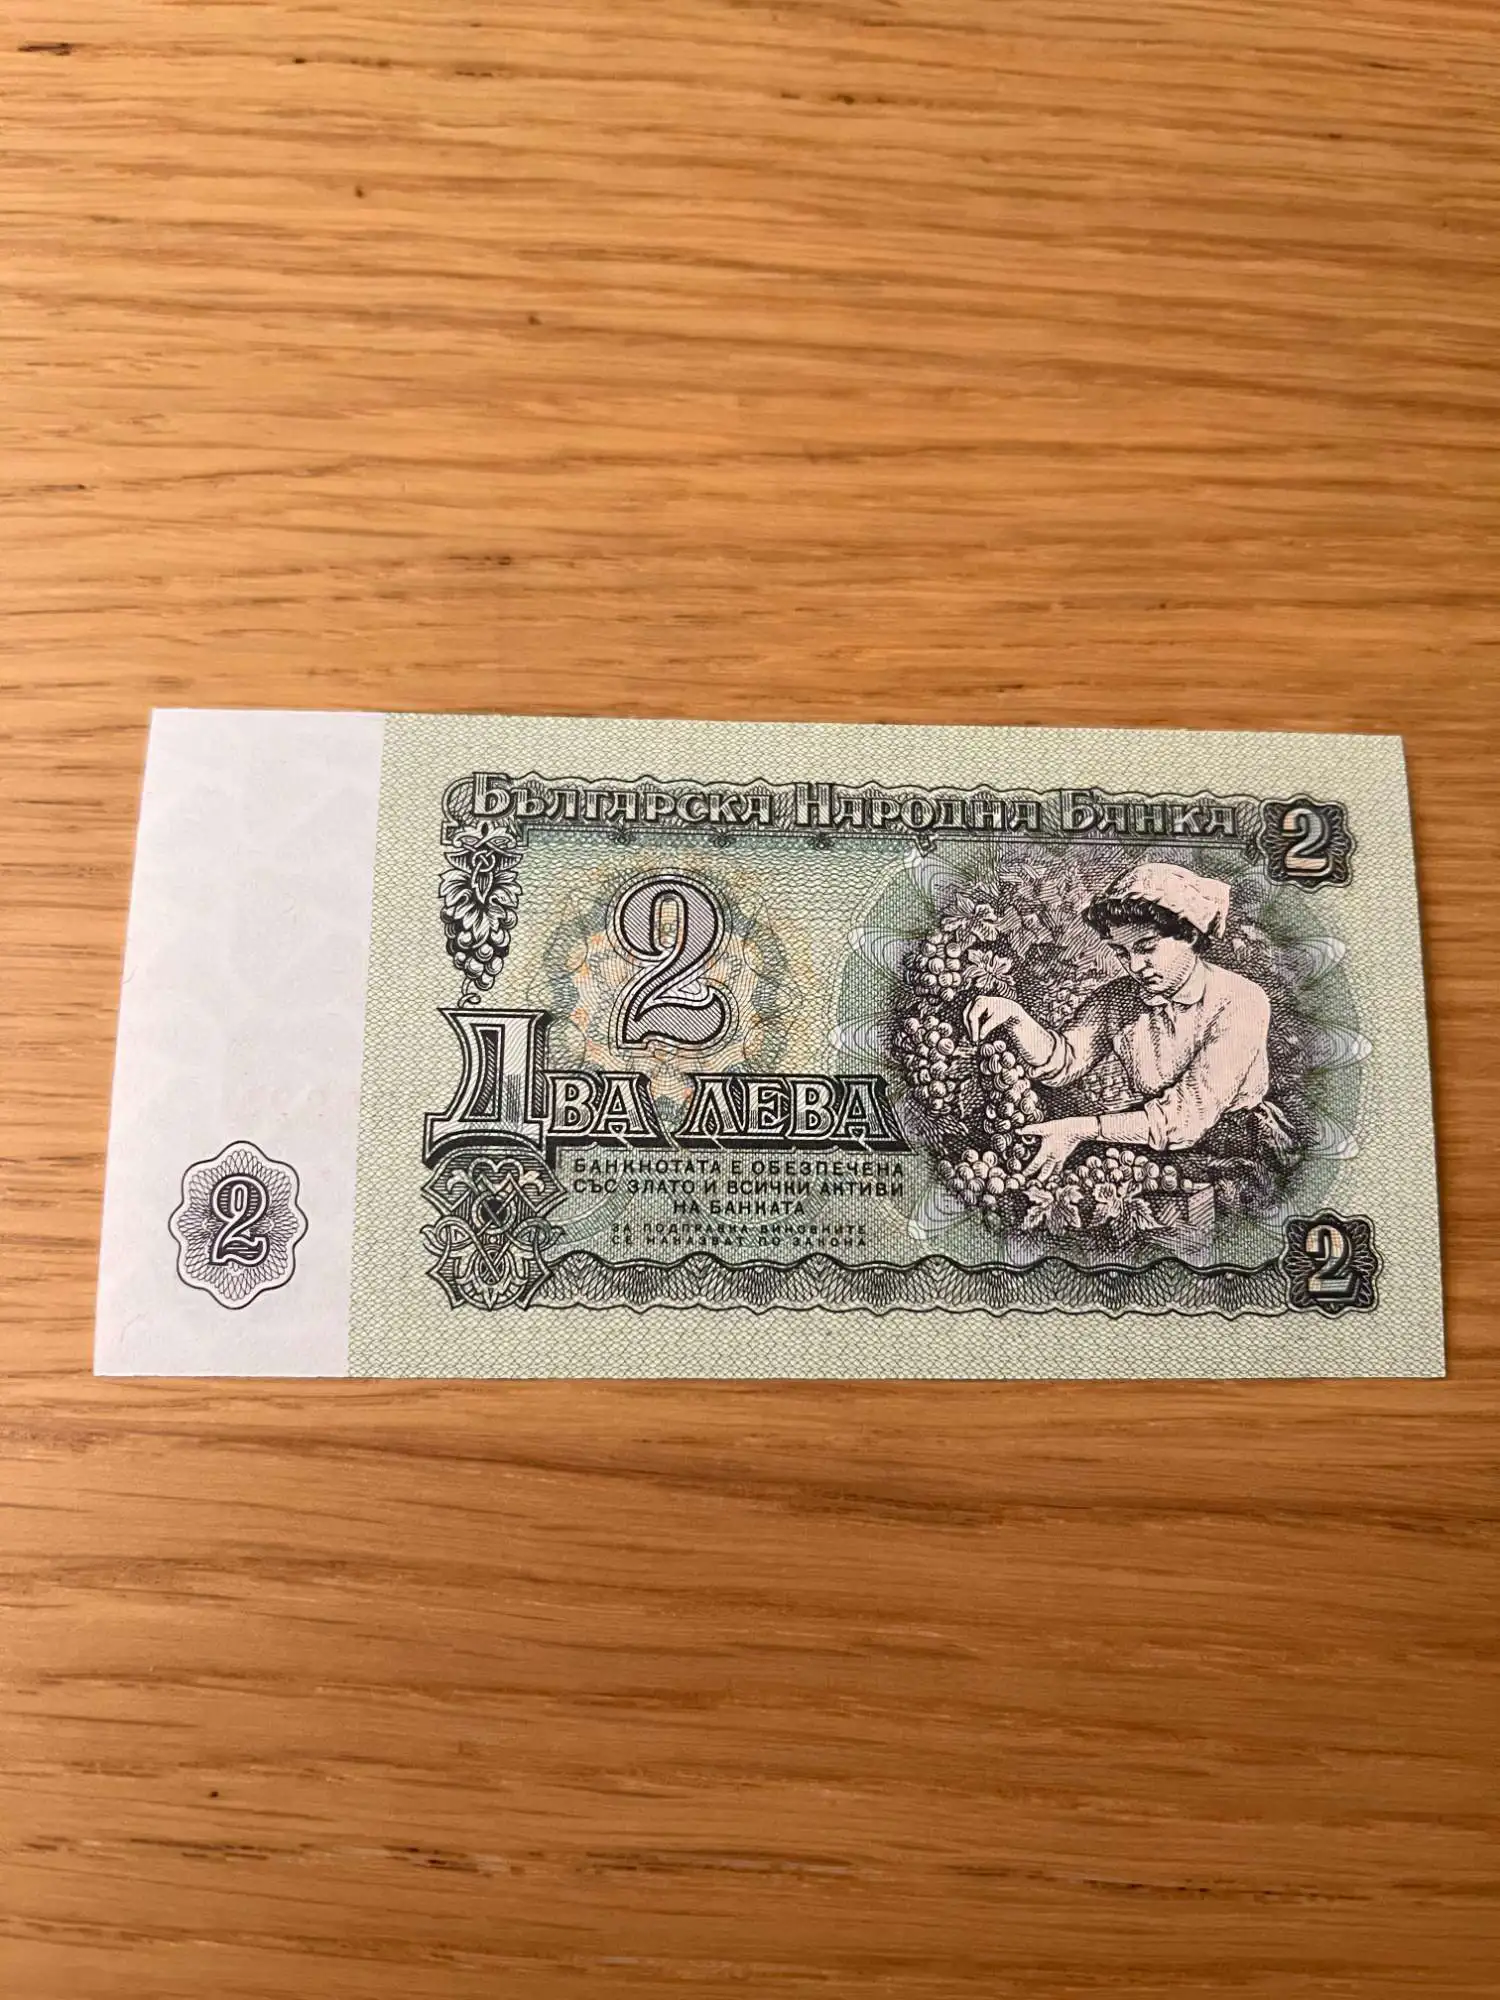 Българска Народна Банка
2
2
Два лева
Банкнотата е обезпечена
със злато и всички активи
на банката
За подправка виновните
се наказват по закона
2
2